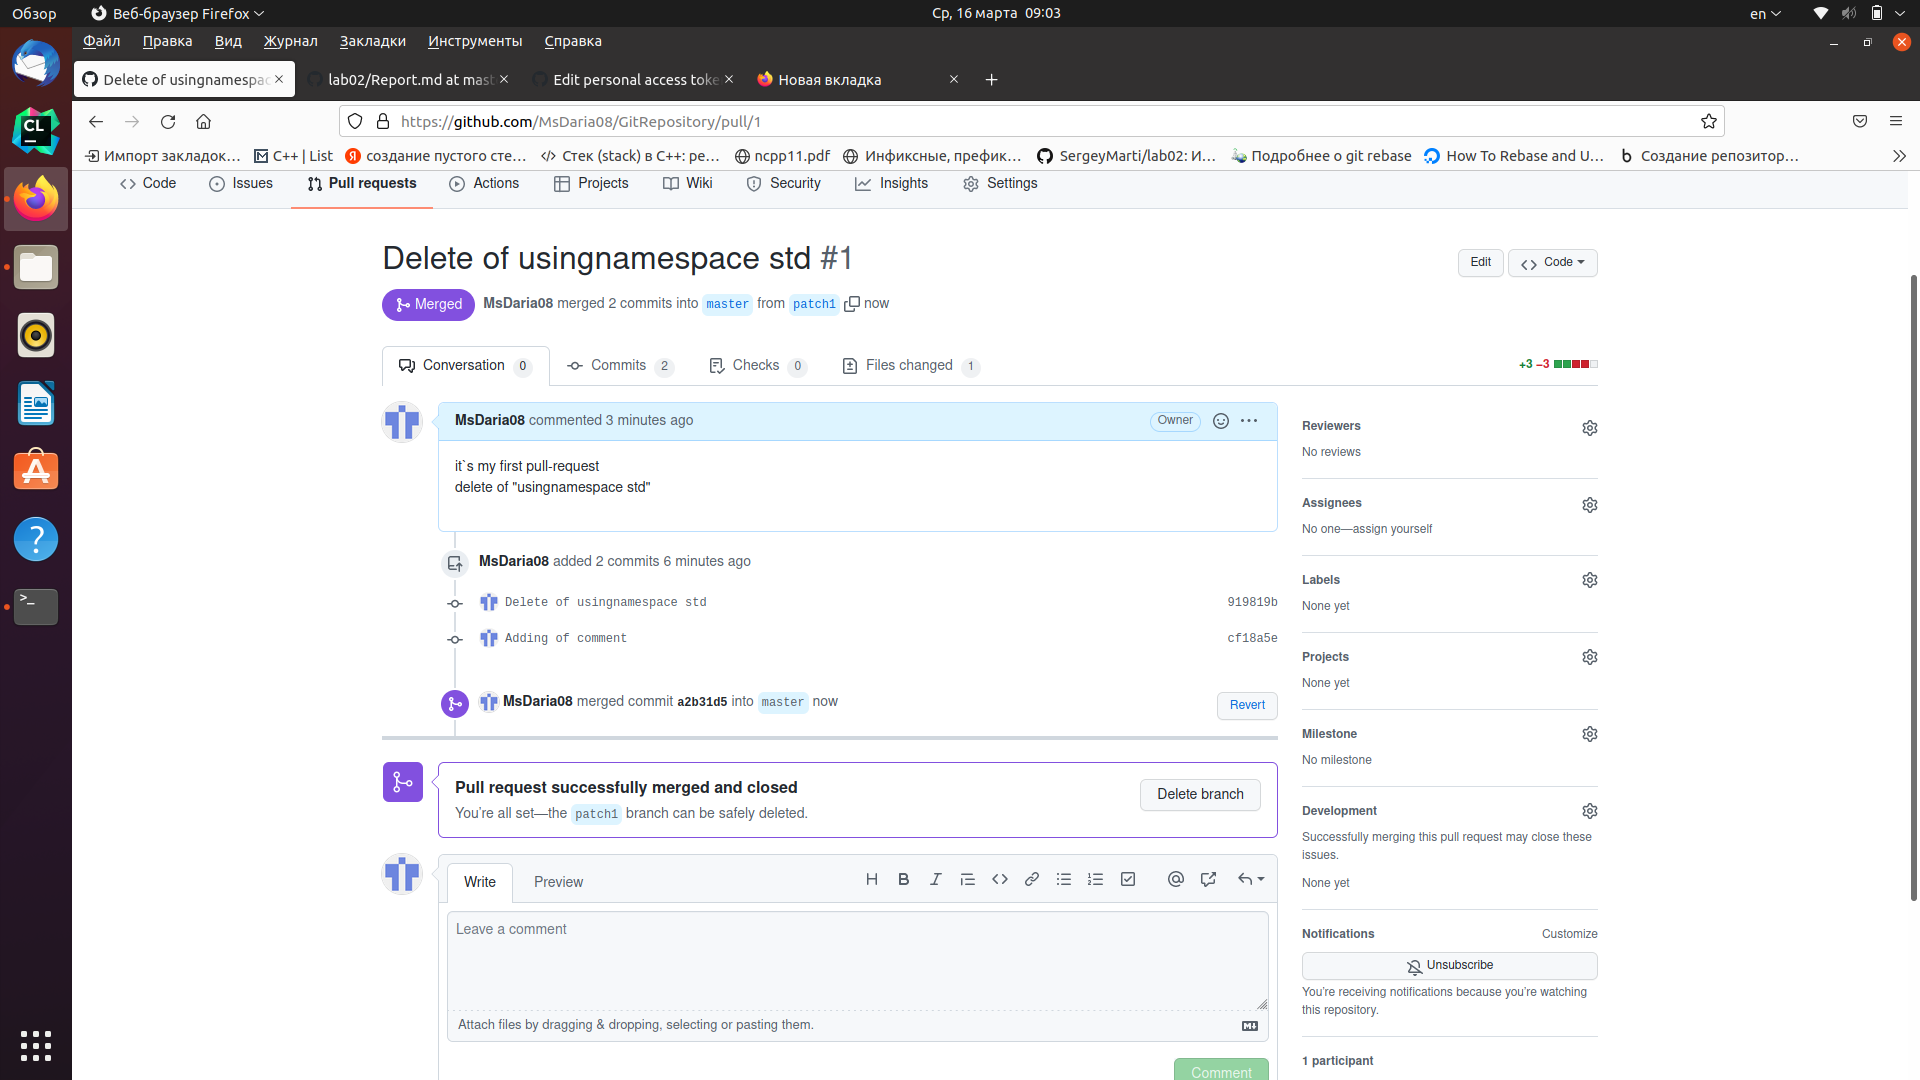 Обзор
Веб-браузер Firefox
Ср, 16 марта 09:03
en
Файл Правка Вид Журнал Закладки Инструменты Справка
Delete of usingnamespac
lab02/Report.md at mast
Edit personal access toke
Новая вкладка
https://github.com/MsDaria08/GitRepository/pull/1
Импорт закладок…
C++ | List
создание пустого сте…
Стек (stack) в C++: ре…
ncpp11.pdf
Инфиксные, префик…
SergeyMarti/lab02: И…
Подробнее о git rebase
How To Rebase and U…
Создание репозитор…
Code
Issues
Pull requests
Actions
Projects
Wiki
Security
Insights
Settings
Delete of usingnamespace std #1
Edit
Code
Merged
MsDaria08 merged 2 commits into master from patch1 now
Conversation 0
Commits 2
Checks 0
Files changed 1
+3 −3
MsDaria08 commented 3 minutes ago
Owner
it`s my first pull-request
delete of "usingnamespace std"
MsDaria08 added 2 commits 6 minutes ago
Delete of usingnamespace std 919819b
Adding of comment cf18a5e
MsDaria08 merged commit a2b31d5 into master now
Revert
Pull request successfully merged and closed
You're all set—the patch1 branch can be safely deleted.
Delete branch
Write
Preview
Leave a comment
Attach files by dragging & dropping, selecting or pasting them.
Comment
Reviewers
No reviews
Assignees
No one—assign yourself
Labels
None yet
Projects
None yet
Milestone
No milestone
Development
Successfully merging this pull request may close these
issues.
None yet
Notifications
Customize
Unsubscribe
You're receiving notifications because you're watching
this repository.
1 participant